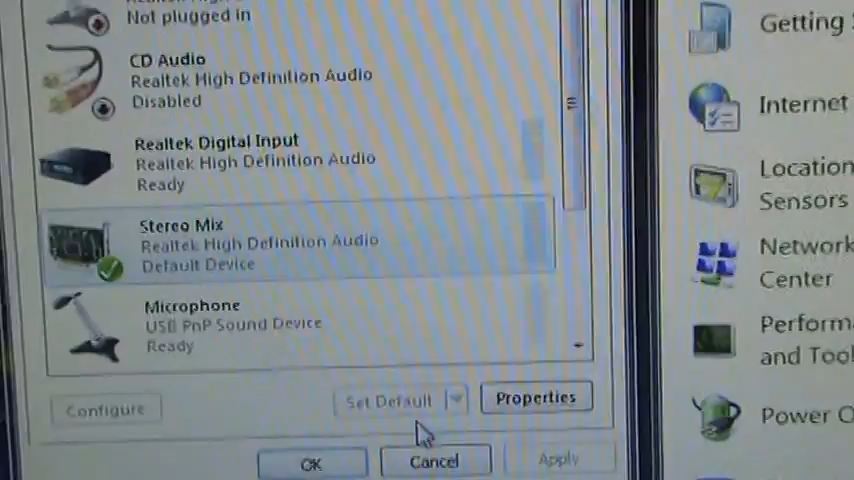 Not plugged in
CD Audio
Realtek High Definition Audio
Disabled
Realtek Digital Input
Realtek High Definition Audio
Ready
Stereo Mix
Realtek High Definition Audio
Default Device
Microphone
USB PnP Sound Device
Ready
Configure
Set Default
Properties
OK
Cancel
Apply
Getting
Internet
Location
Sensors
Network
Center
Perform
and Tool
Power O